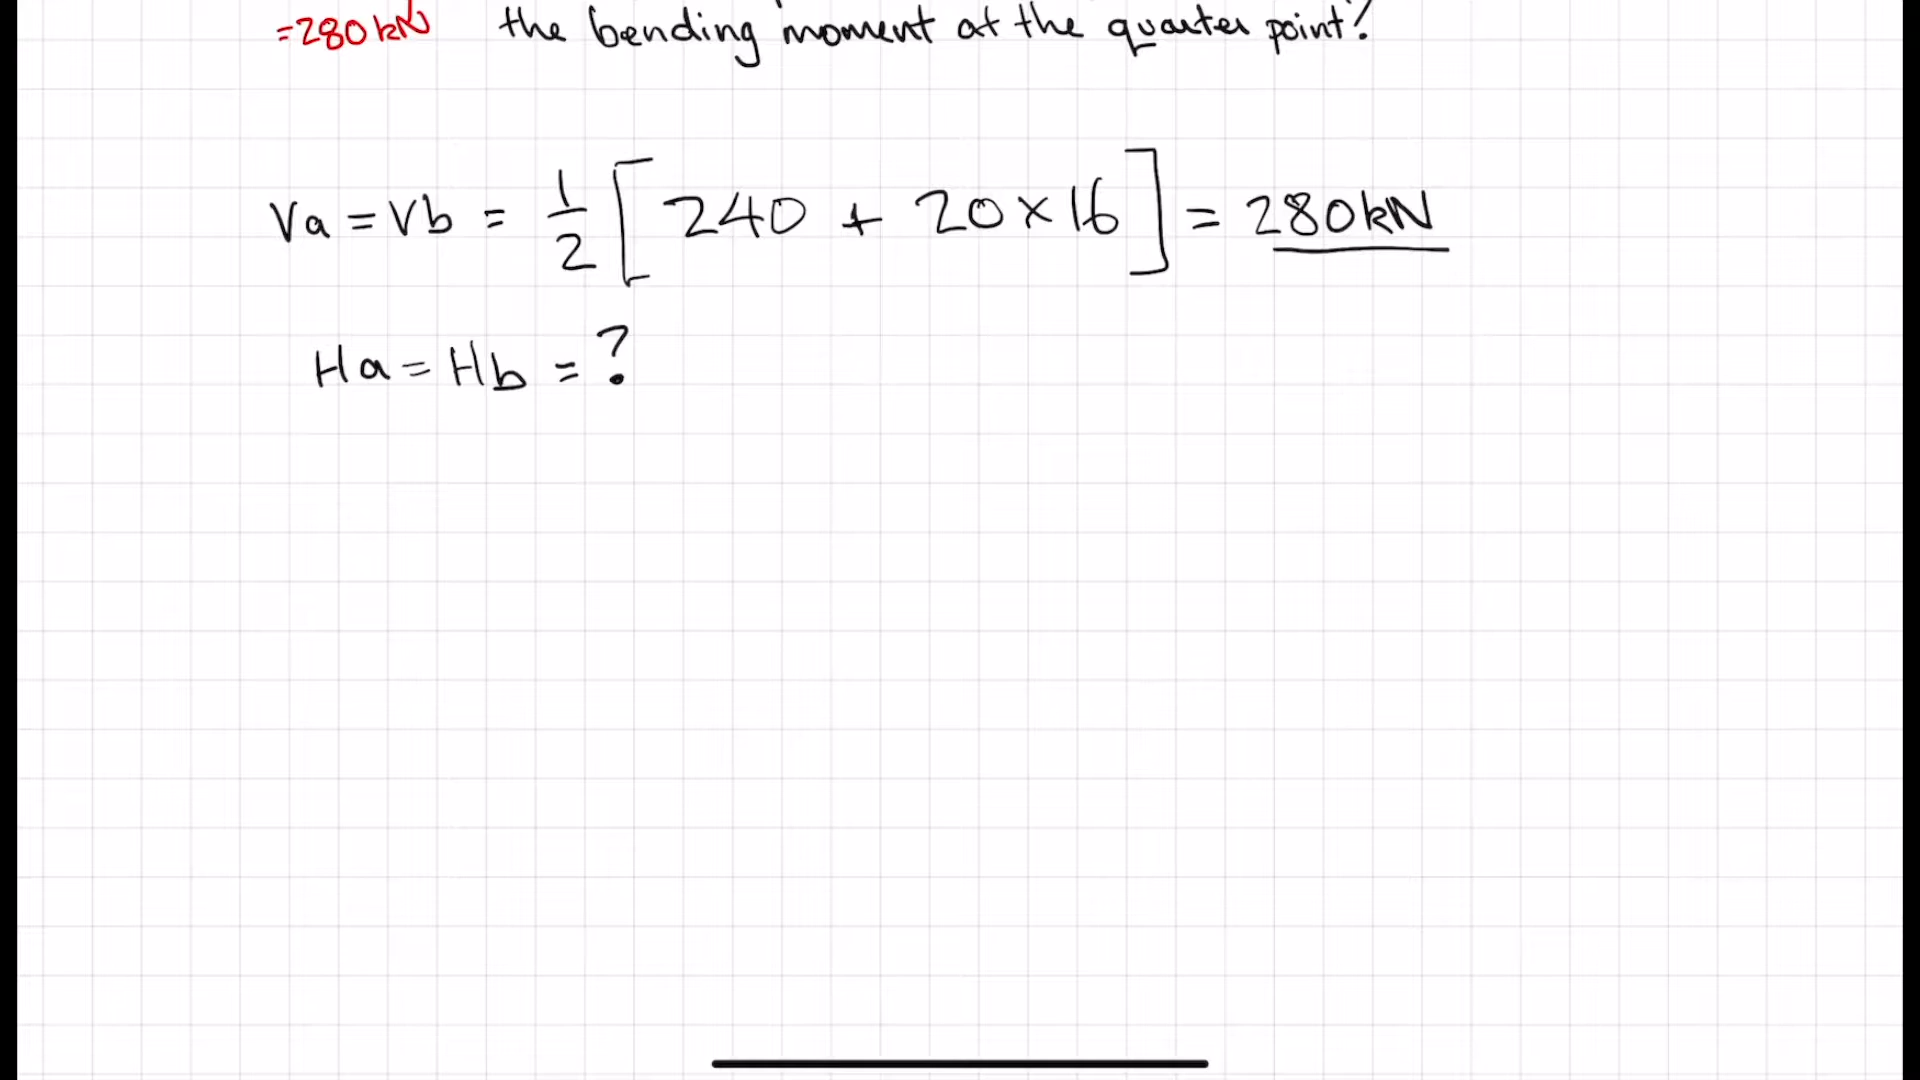 =280kN the bending moment at the quarter point?
Va = Vb = 1/2 [ 240 + 20×16 ] = 280kN
Ha = Hb = ?